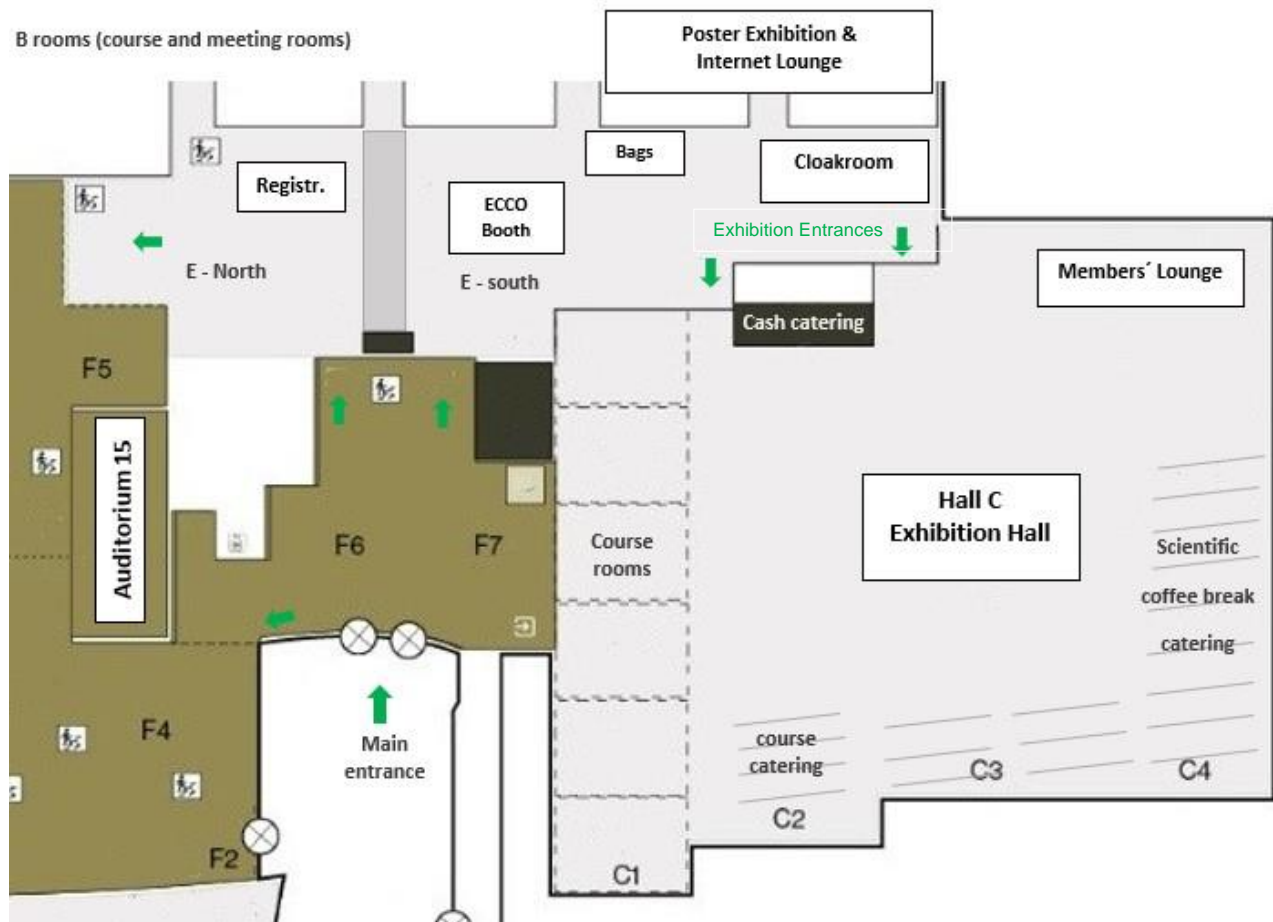 B rooms (course and meeting rooms)
Poster Exhibition &
Internet Lounge
Bags
Cloakroom
Registr.
ECCO
Booth
Exhibition Entrances
E - North
E - south
Members´ Lounge
Cash catering
F5
Auditorium 15
Hall C
Exhibition Hall
F6
F7
Course
rooms
Scientific
coffee break
catering
F4
Main
entrance
course
catering
C3
C4
C2
F2
C1